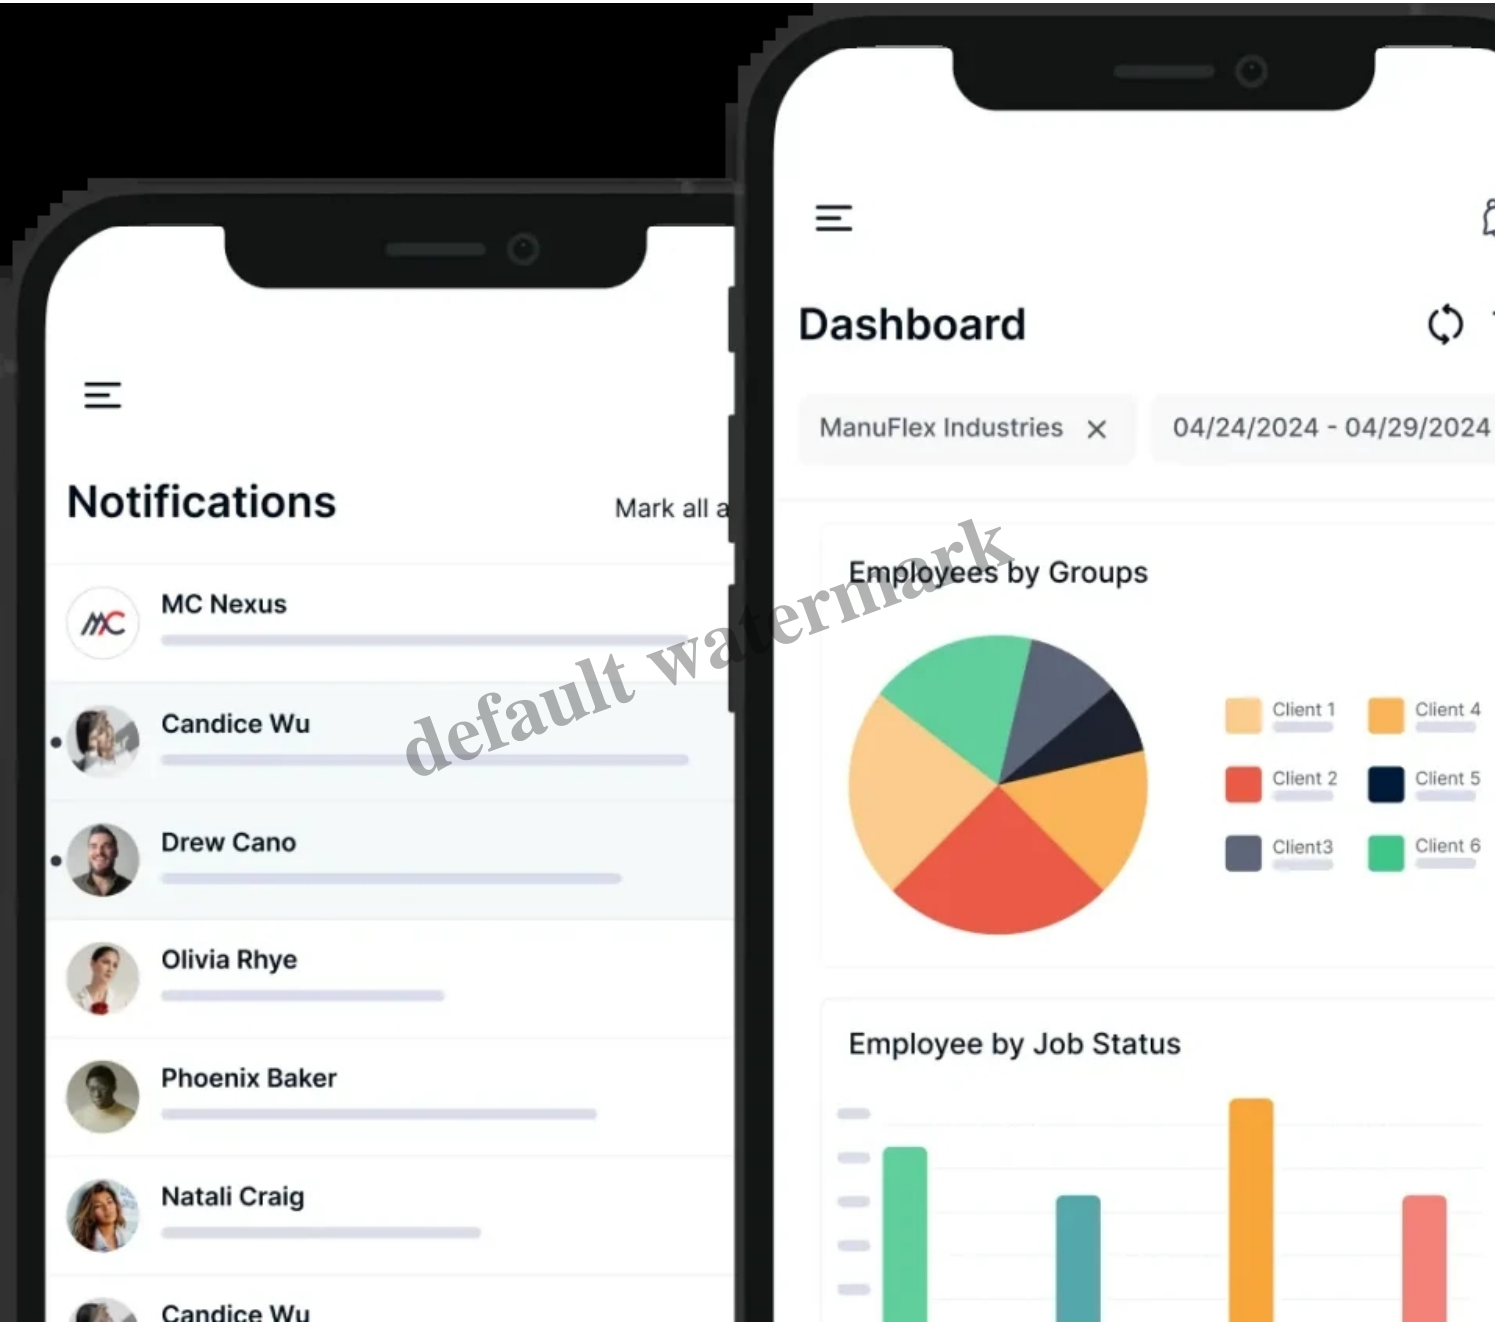 Notifications
Mark all a
MC
MC Nexus
Candice Wu
Drew Cano
Olivia Rhye
Phoenix Baker
Natali Craig
Candice Wu
Dashboard
ManuFlex Industries
04/24/2024 - 04/29/2024
Employees by Groups
Client 1
Client 4
Client 2
Client 5
Client3
Client 6
Employee by Job Status
default watermark